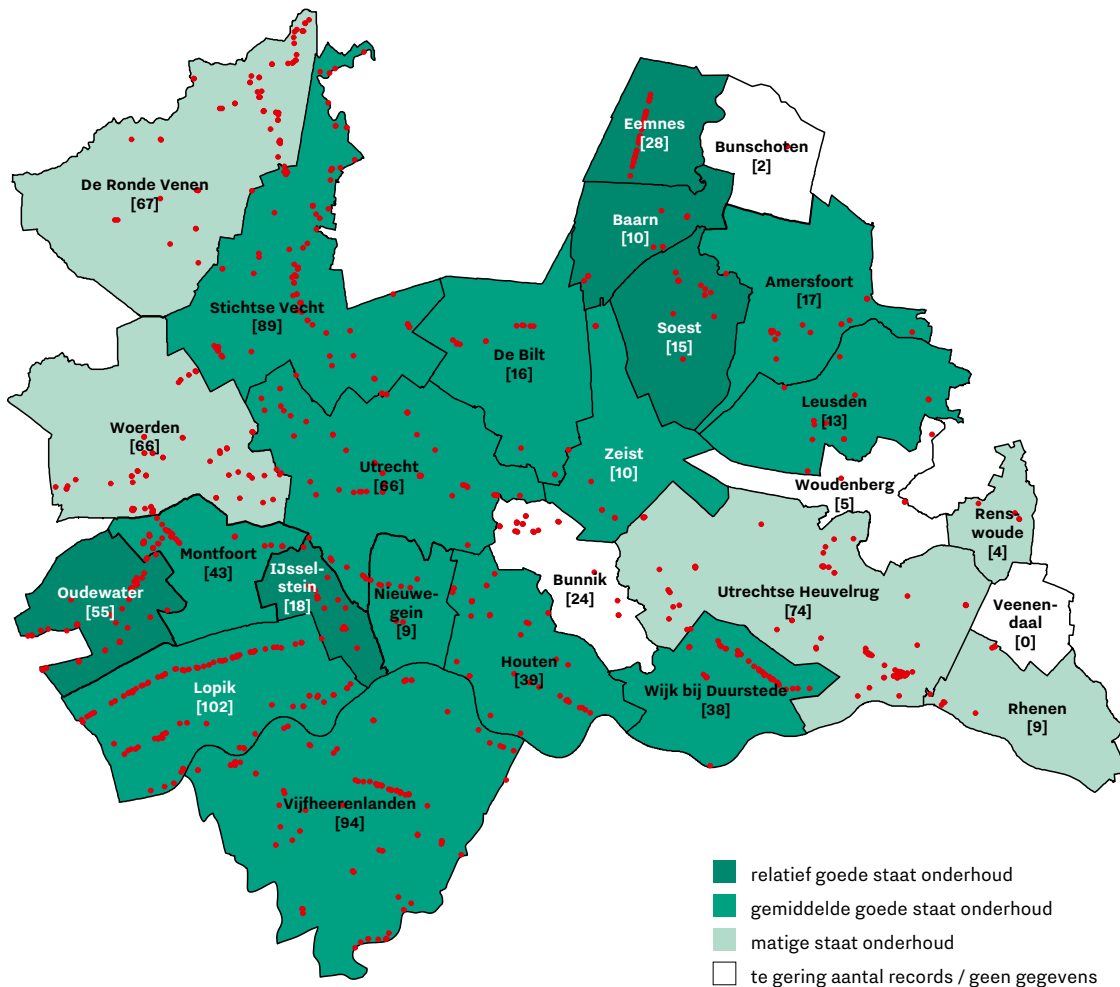 Eemnes
[28]
Bunschoten
[2]
De Ronde Venen
[67]
Baarn
[10]
Amersfoort
[17]
Stichtse Vecht
[89]
Soest
[15]
De Bilt
[16]
Leusden
[13]
Woerden
[66]
Zeist
[10]
Utrecht
[66]
Woudenberg
[5]
Rens-
woude
[4]
Montfoort
[43]
IJssel-
stein
[18]
Oudewater
[55]
Nieuwe-
gein
[9]
Bunnik
[24]
Utrechtse Heuvelrug
[74]
Veenen-
daal
[0]
Houten
[39]
Lopik
[102]
Wijk bij Duurstede
[38]
Rhenen
[9]
Vijfheerenlanden
[94]
relatief goede staat onderhoud
gemiddelde goede staat onderhoud
matige staat onderhoud
te gering aantal records / geen gegevens